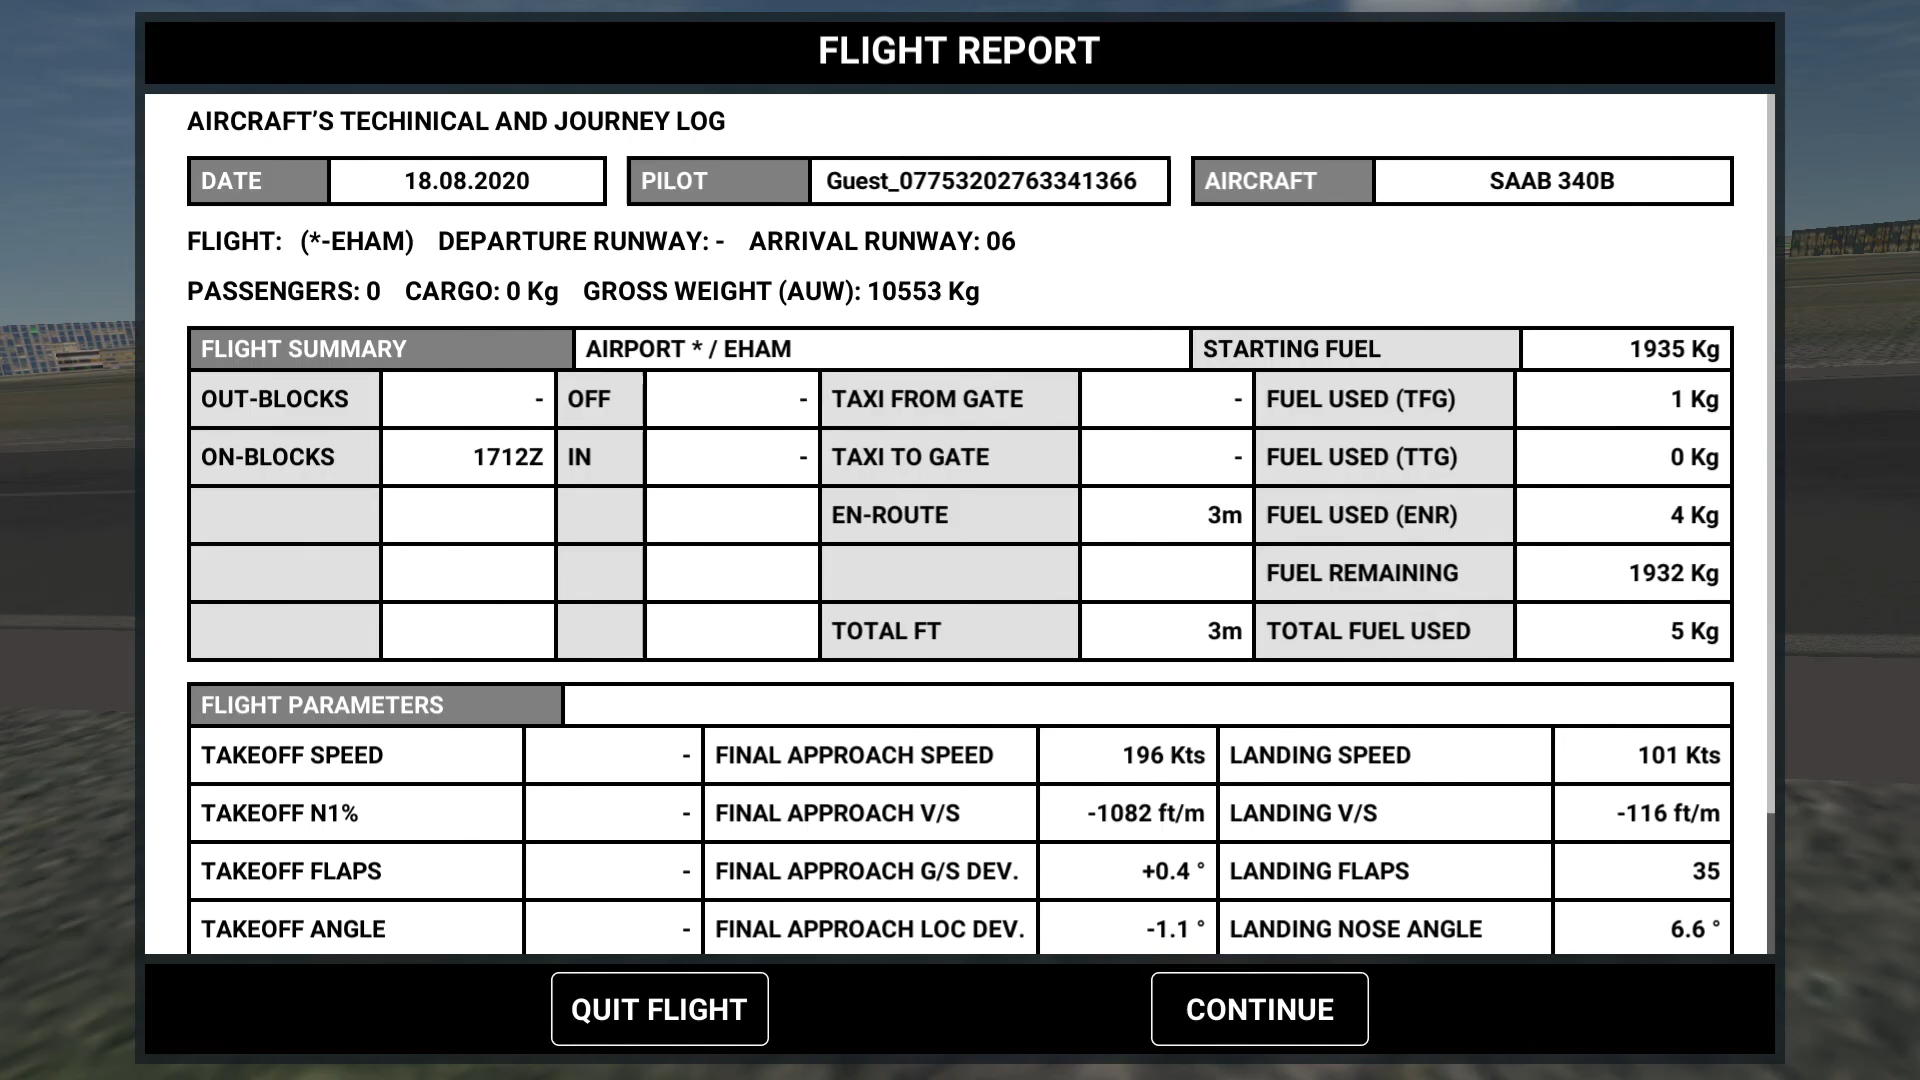 FLIGHT REPORT
AIRCRAFT’S TECHINICAL AND JOURNEY LOG
DATE 18.08.2020 PILOT Guest_07753202763341366 AIRCRAFT SAAB 340B
FLIGHT: (*-EHAM) DEPARTURE RUNWAY: - ARRIVAL RUNWAY: 06
PASSENGERS: 0 CARGO: 0 Kg GROSS WEIGHT (AUW): 10553 Kg
FLIGHT SUMMARY AIRPORT * / EHAM STARTING FUEL 1935 Kg
OUT-BLOCKS - OFF - TAXI FROM GATE - FUEL USED (TFG) 1 Kg
ON-BLOCKS 1712Z IN - TAXI TO GATE - FUEL USED (TTG) 0 Kg
EN-ROUTE 3m FUEL USED (ENR) 4 Kg
FUEL REMAINING 1932 Kg
TOTAL FT 3m TOTAL FUEL USED 5 Kg
FLIGHT PARAMETERS
TAKEOFF SPEED - FINAL APPROACH SPEED 196 Kts LANDING SPEED 101 Kts
TAKEOFF N1% - FINAL APPROACH V/S -1082 ft/m LANDING V/S -116 ft/m
TAKEOFF FLAPS - FINAL APPROACH G/S DEV. +0.4 ° LANDING FLAPS 35
TAKEOFF ANGLE - FINAL APPROACH LOC DEV. -1.1 ° LANDING NOSE ANGLE 6.6 °
QUIT FLIGHT CONTINUE